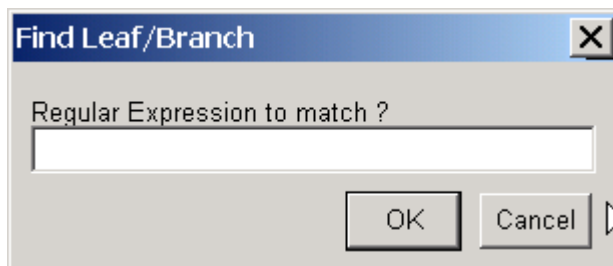 Find Leaf/Branch
Regular Expression to match ?
OK Cancel